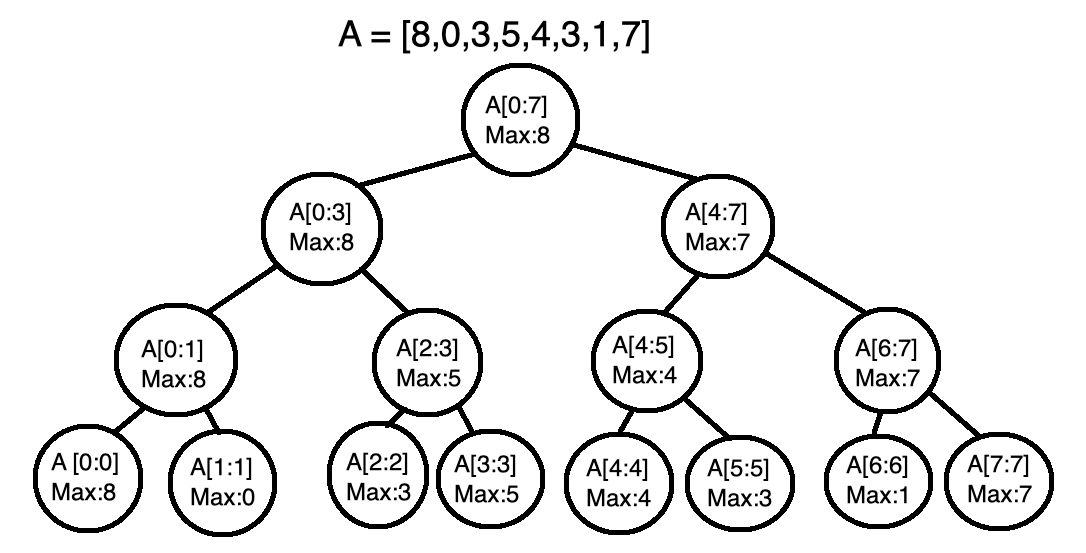 A = [8,0,3,5,4,3,1,7]
A[0:7]
Max:8
A[0:3]
Max:8
A[4:7]
Max:7
A[0:1]
Max:8
A[2:3]
Max:5
A[4:5]
Max:4
A[6:7]
Max:7
A [0:0]
Max:8
A[1:1]
Max:0
A[2:2]
Max:3
A[3:3]
Max:5
A[4:4]
Max:4
A[5:5]
Max:3
A[6:6]
Max:1
A[7:7]
Max:7